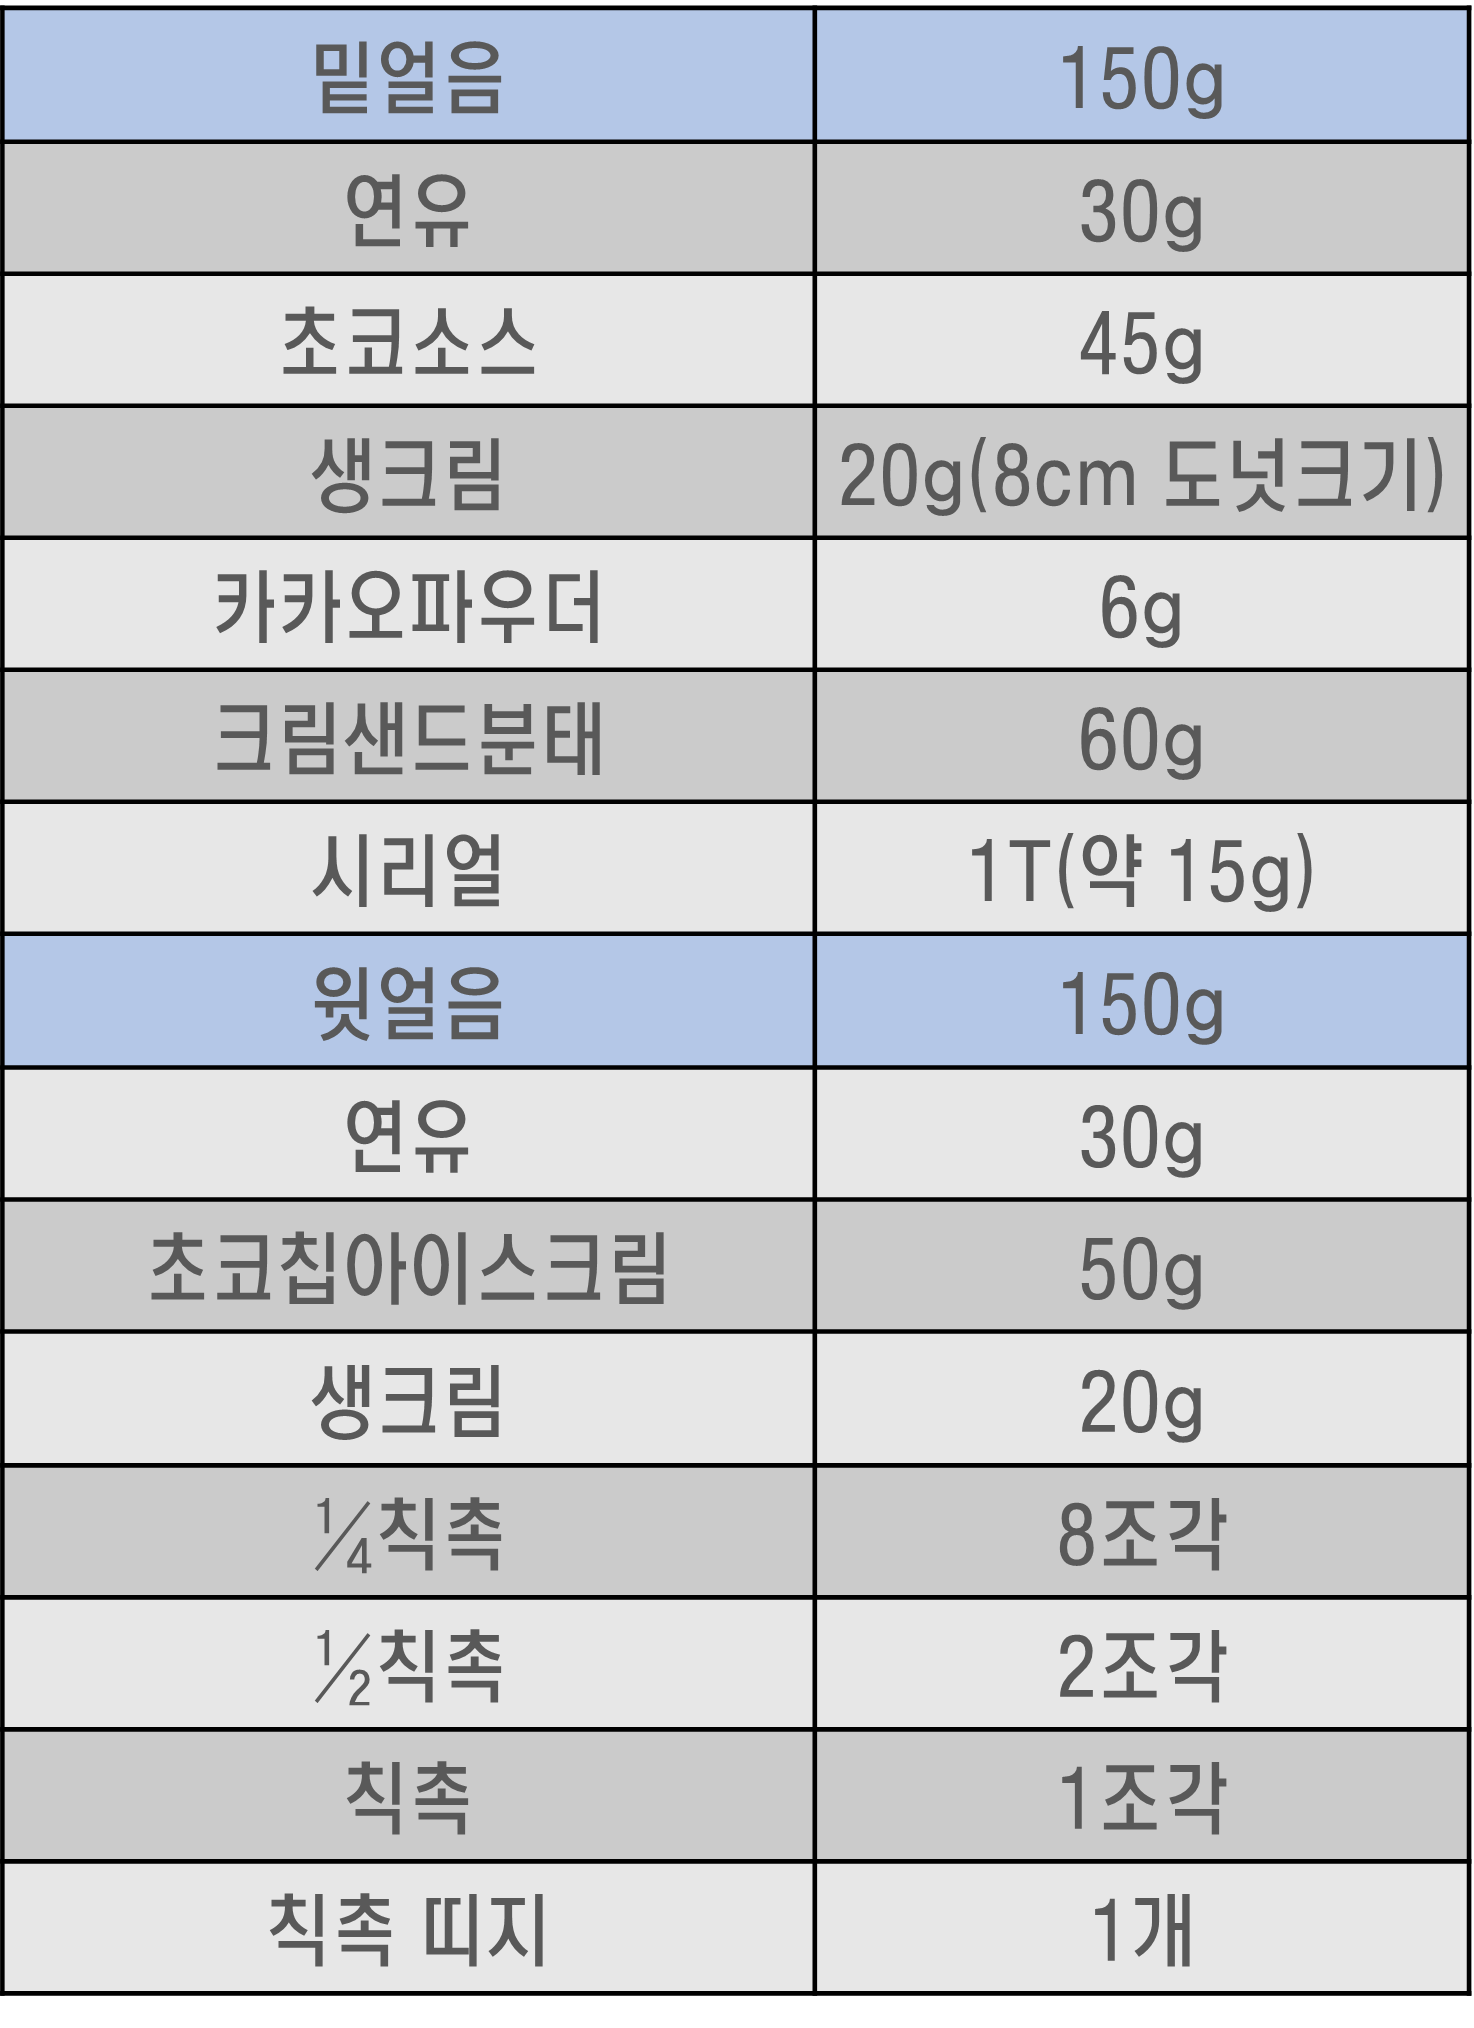 밑얼음 150g
연유 30g
초코소스 45g
생크림 20g(8cm 도넛크기)
카카오파우더 6g
크림샌드분태 60g
시리얼 1T(약 15g)
윗얼음 150g
연유 30g
초코칩아이스크림 50g
생크림 20g
¼칙촉 8조각
½칙촉 2조각
칙촉 1조각
칙촉 띠지 1개